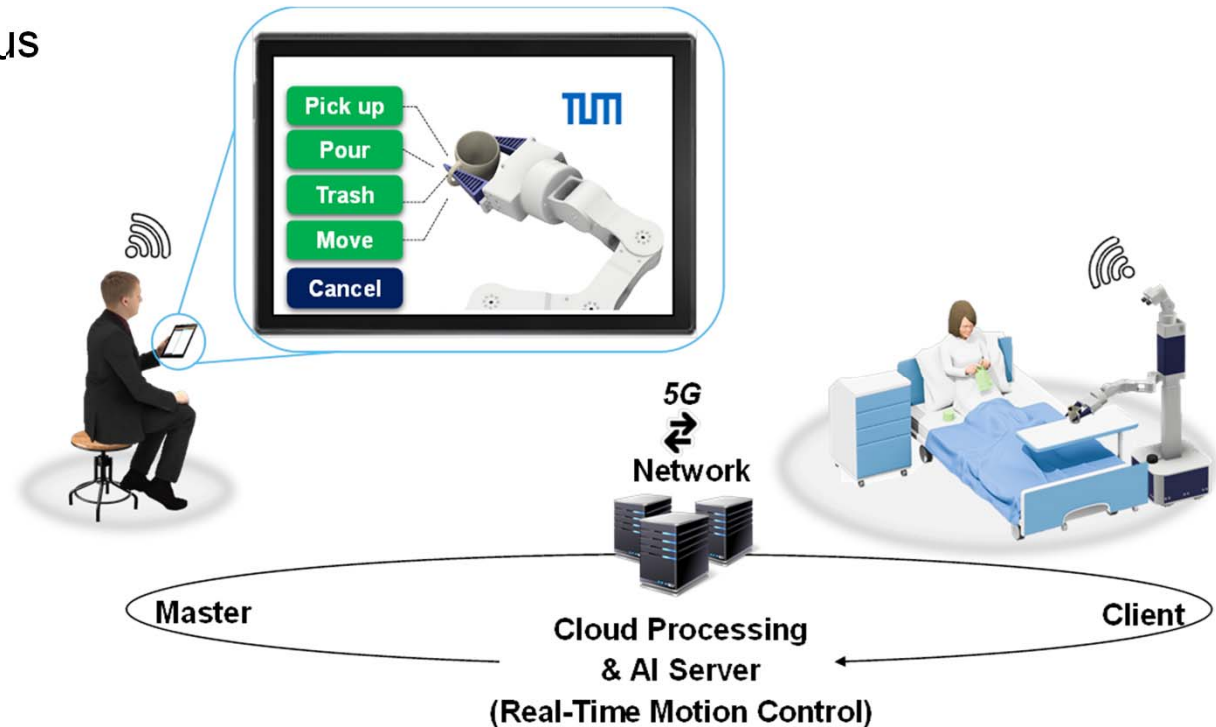 Pick up
Pour
Trash
Move
Cancel
TUM
5G
Network
Master
Client
Cloud Processing
& AI Server
(Real-Time Motion Control)